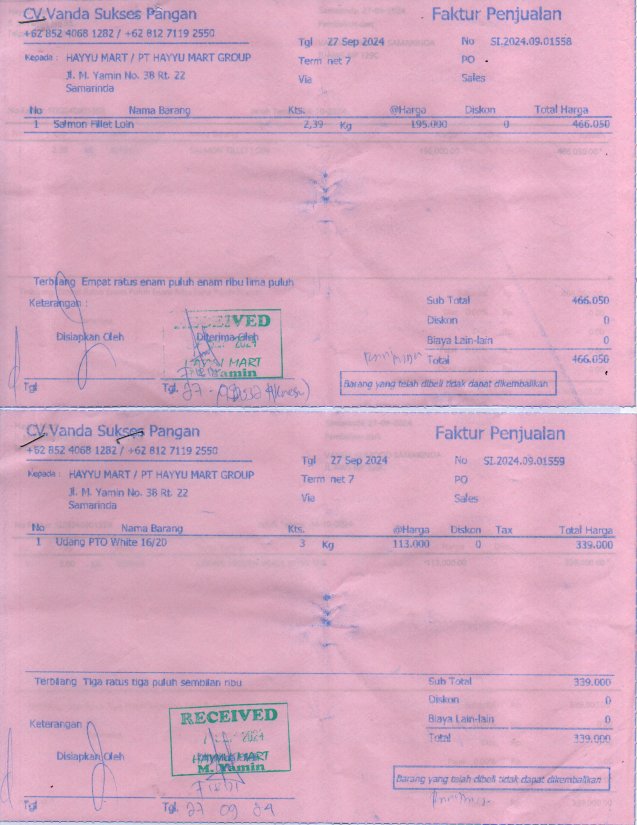 CV.Vanda Sukses Pangan
Faktur Penjualan
+62 852 4068 1282 / +62 812 7119 2550
Tgl 27 Sep 2024
No SI.2024.09.01558
Kepada : HAYYU MART / PT HAYYU MART GROUP
Term net 7
PO
Jl. M. Yamin No. 38 Rt. 22
Via
Sales
Samarinda
No Nama Barang Kts. @Harga Diskon Total Harga
1 Salmon Fillet Loin 2,39 Kg 195.000 0 466.050
Terbilang Empat ratus enam puluh enam ribu lima puluh
Keterangan :
Sub Total 466.050
Diskon 0
Disiapkan Oleh
Diterima Oleh
RECEIVED
Biaya Lain-lain 0
HAYYU MART
Total 466.050
M. Yamin
Tgl
Tgl.
Barang yang telah dibeli tidak dapat dikembalikan
CV.Vanda Sukses Pangan
Faktur Penjualan
+62 852 4068 1282 / +62 812 7119 2550
Tgl 27 Sep 2024
No SI.2024.09.01559
Kepada : HAYYU MART / PT HAYYU MART GROUP
Term net 7
PO
Jl. M. Yamin No. 38 Rt. 22
Via
Sales
Samarinda
No Nama Barang Kts. @Harga Diskon Tax Total Harga
1 Udang PTO White 16/20 3 Kg 113.000 0 339.000
Terbilang Tiga ratus tiga puluh sembilan ribu
Sub Total 339.000
Diskon 0
Keterangan :
RECEIVED
Biaya Lain-lain 0
Total 339.000
Disiapkan Oleh
HAYYU MART
M. Yamin
Barang yang telah dibeli tidak dapat dikembalikan
Tgl
Tgl. 27 09 24